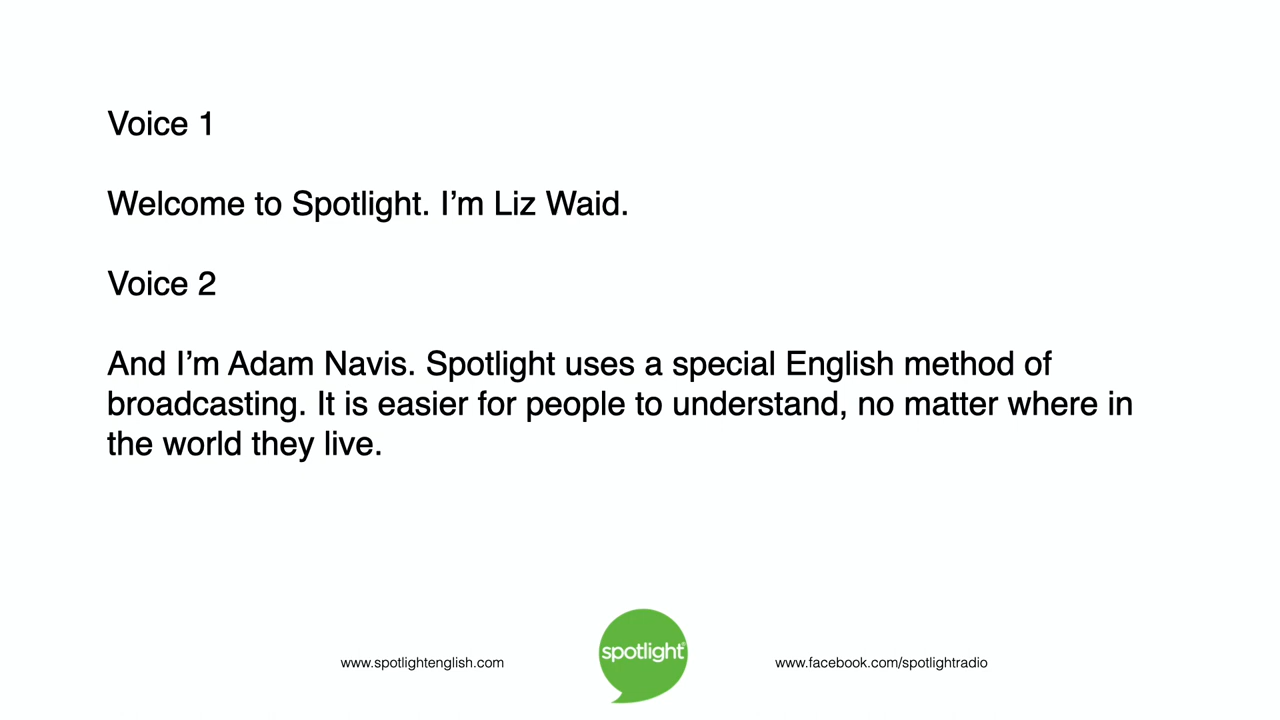 Voice 1
Welcome to Spotlight. I’m Liz Waid.
Voice 2
And I’m Adam Navis. Spotlight uses a special English method of
broadcasting. It is easier for people to understand, no matter where in
the world they live.
www.spotlightenglish.com
spotlight
www.facebook.com/spotlightradio